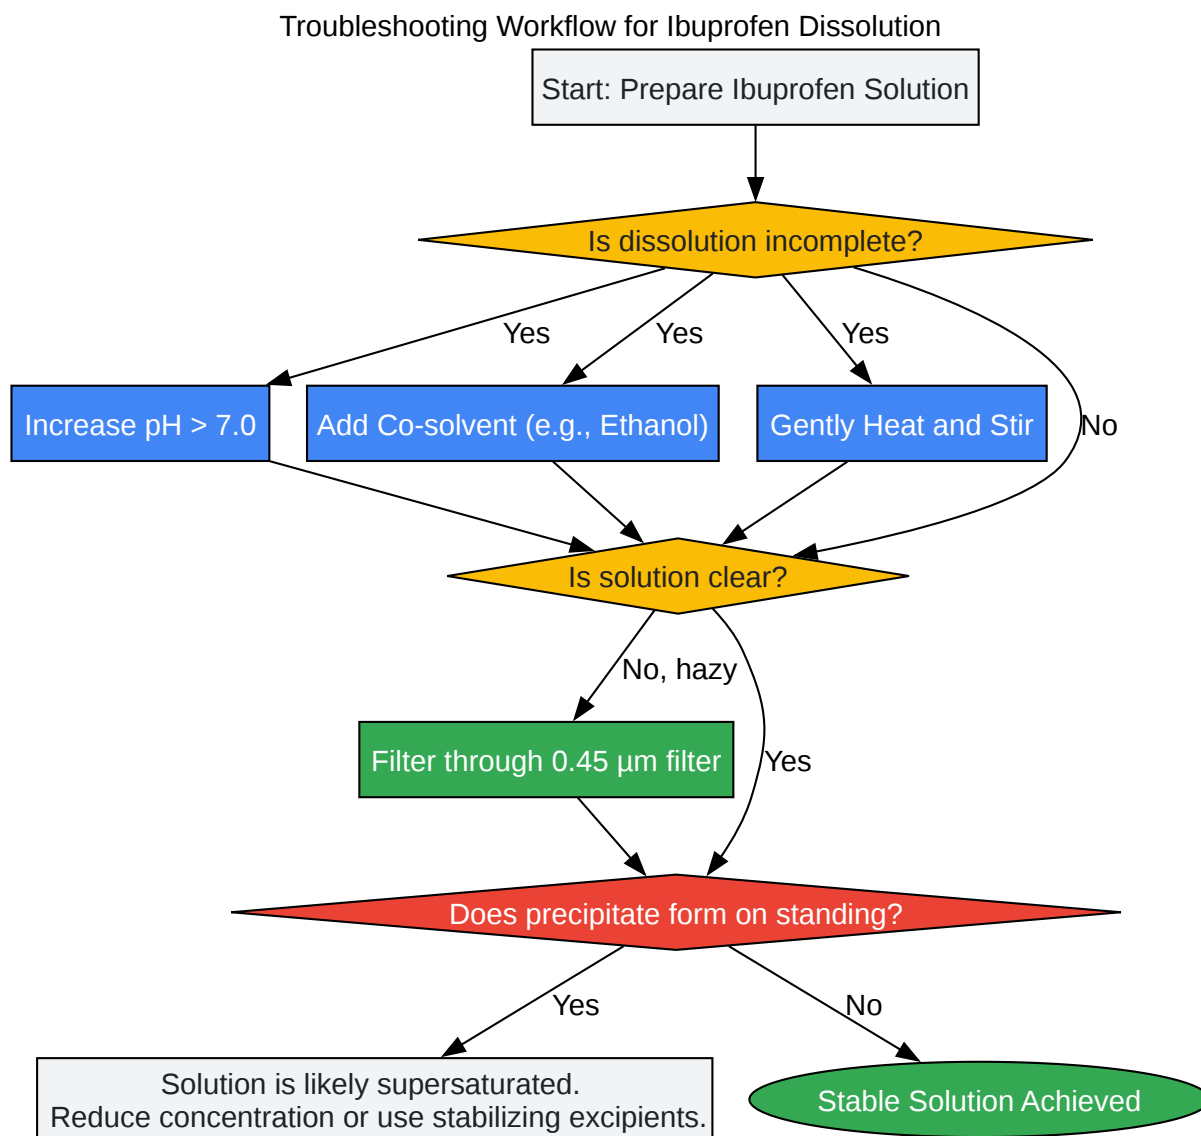 Troubleshooting Workflow for Ibuprofen Dissolution
Start: Prepare Ibuprofen Solution
Is dissolution incomplete?
Yes
Yes
Yes
No
Increase pH > 7.0
Add Co-solvent (e.g., Ethanol)
Gently Heat and Stir
Is solution clear?
No, hazy
Yes
Filter through 0.45 µm filter
Does precipitate form on standing?
Yes
No
Solution is likely supersaturated.
Reduce concentration or use stabilizing excipients.
Stable Solution Achieved